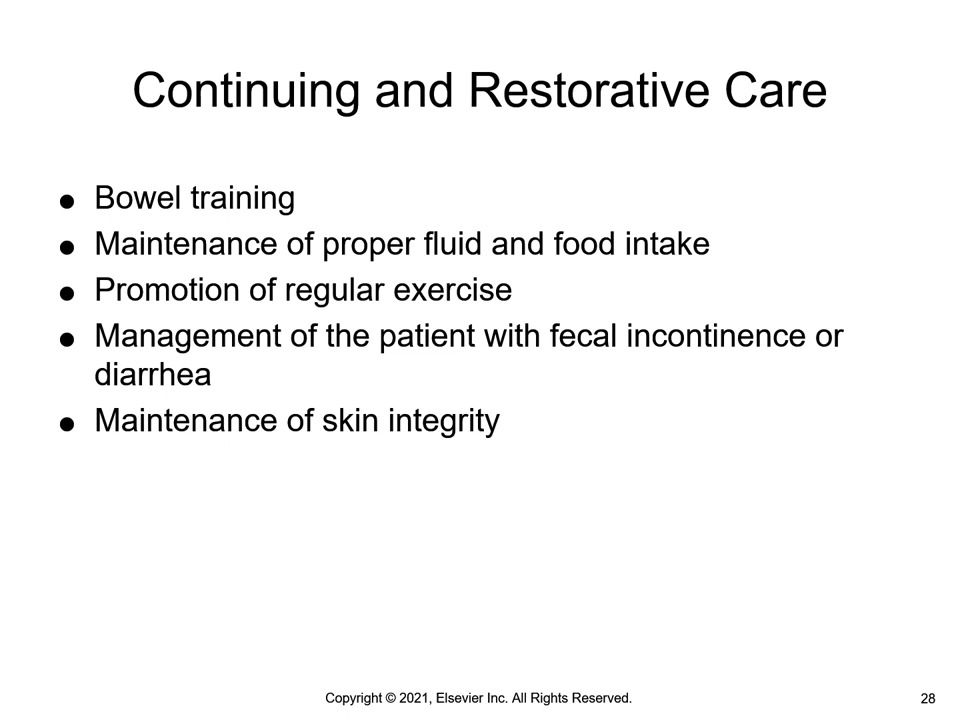 Continuing and Restorative Care
● Bowel training
● Maintenance of proper fluid and food intake
● Promotion of regular exercise
● Management of the patient with fecal incontinence or
diarrhea
● Maintenance of skin integrity
Copyright © 2021, Elsevier Inc. All Rights Reserved.
28